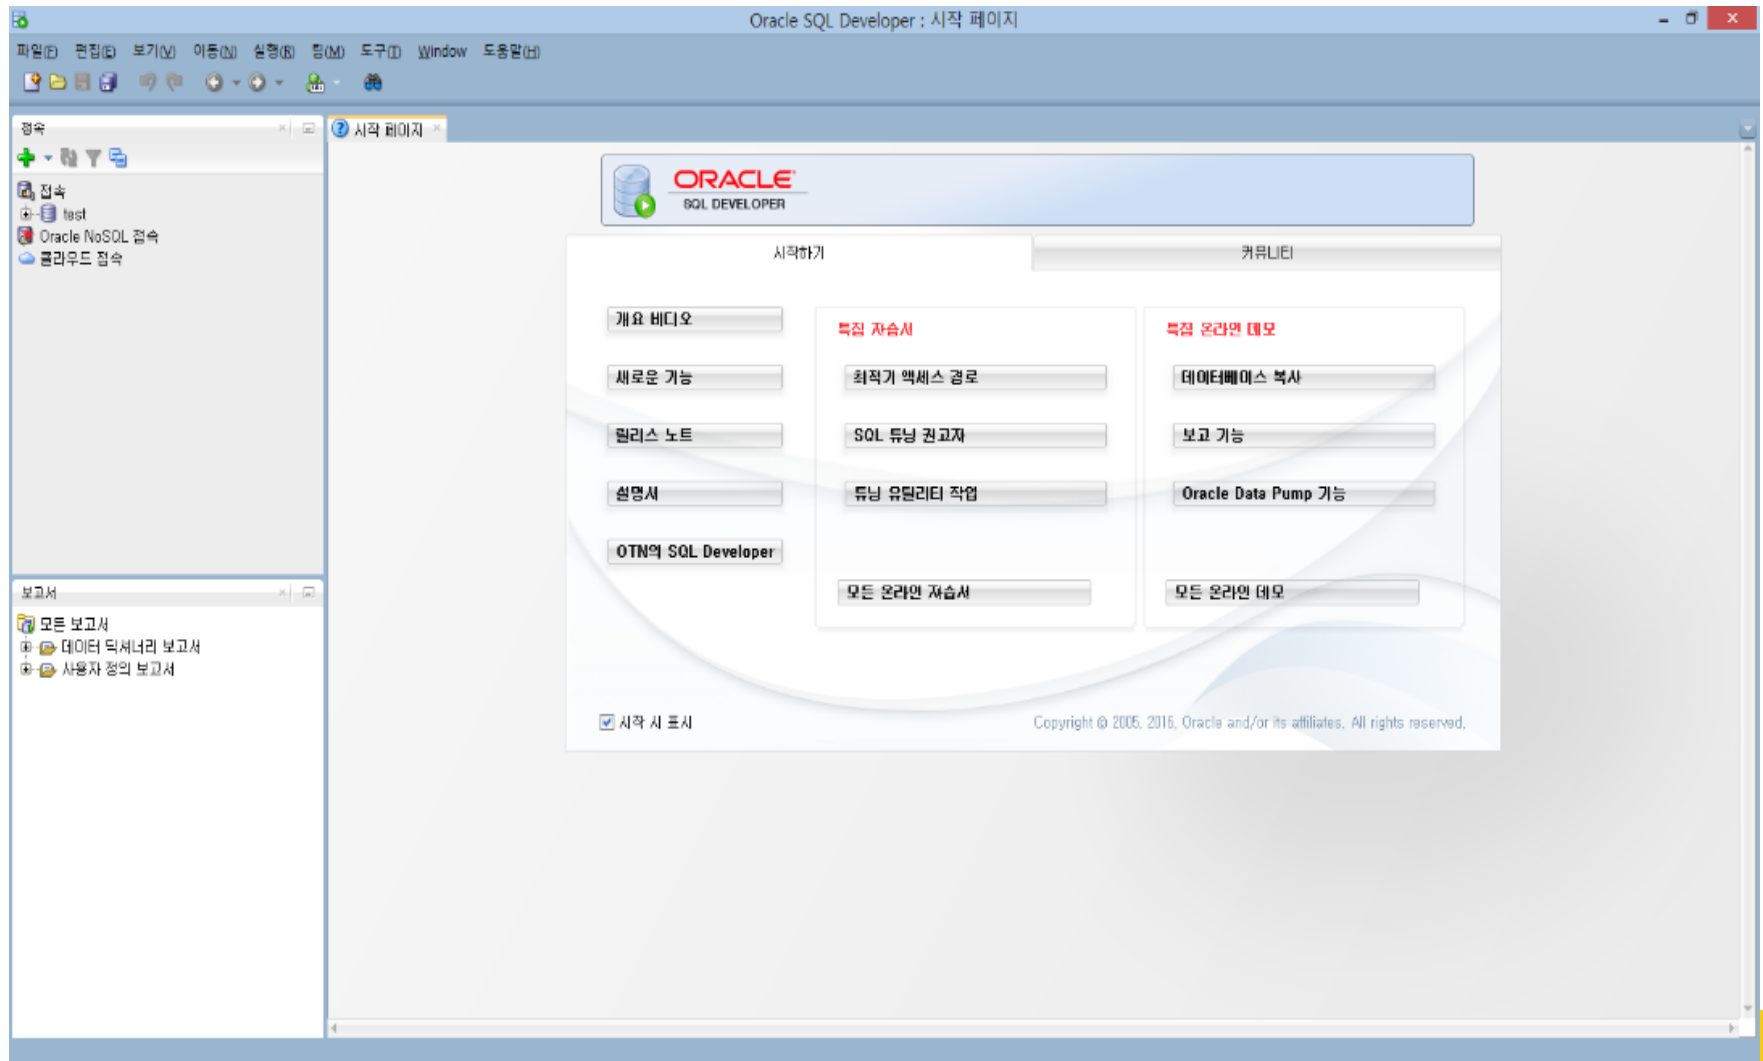 Oracle SQL Developer : 시작 페이지
파일(F) 편집(E) 보기(V) 이동(N) 실행(R) 팀(M) 도구(T) Window 도움말(H)
접속
접속
test
Oracle NoSQL 접속
클라우드 접속
보고서
모든 보고서
데이터 딕셔너리 보고서
사용자 정의 보고서
시작 페이지
ORACLE
SQL DEVELOPER
시작하기 커뮤니티
개요 비디오
새로운 기능
릴리스 노트
설명서
OTN의 SQL Developer
특집 자습서
최적기 액세스 경로
SQL 튜닝 권고자
튜닝 유틸리티 작업
모든 온라인 자습서
특집 온라인 데모
데이터베이스 복사
보고 기능
Oracle Data Pump 기능
모든 온라인 데모
시작 시 표시
Copyright © 2005, 2015, Oracle and/or its affiliates. All rights reserved.